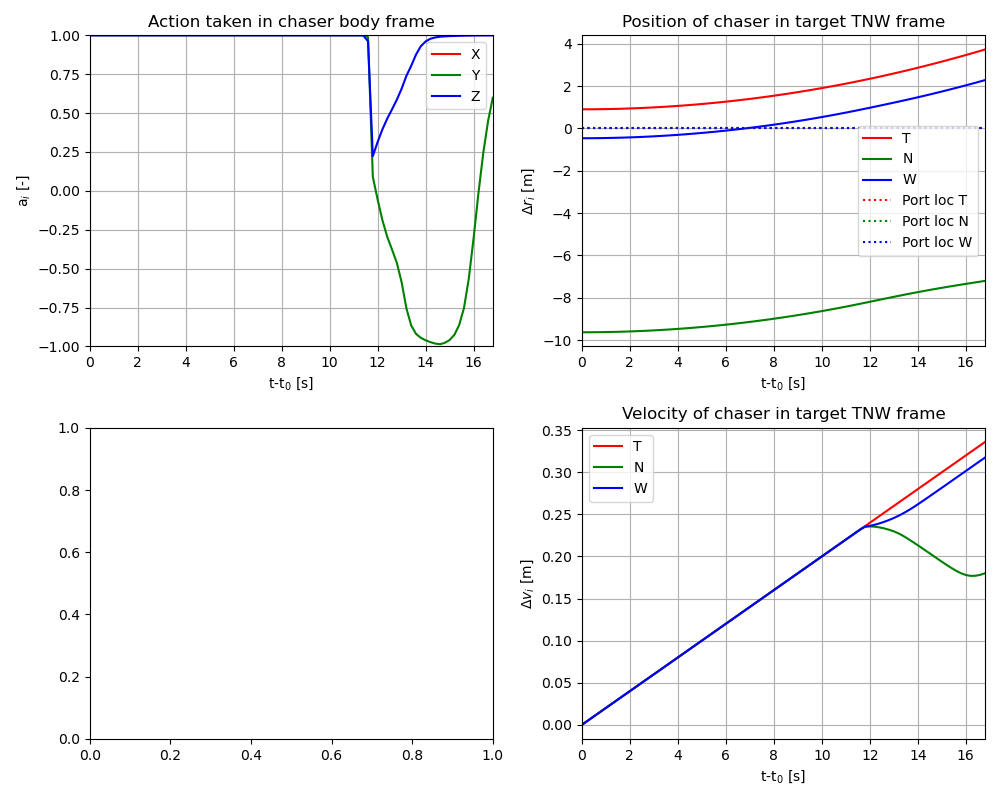 Action taken in chaser body frame
1.00
0.75
0.50
0.25
0.00
−0.25
−0.50
−0.75
−1.00
aᵢ [-]
X
Y
Z
0 2 4 6 8 10 12 14 16
t-t₀ [s]
Position of chaser in target TNW frame
4
2
0
−2
−4
−6
−8
−10
Δrᵢ [m]
T
N
W
Port loc T
Port loc N
Port loc W
0 2 4 6 8 10 12 14 16
t-t₀ [s]
1.0
0.8
0.6
0.4
0.2
0.0
0.0 0.2 0.4 0.6 0.8 1.0
Velocity of chaser in target TNW frame
0.35
0.30
0.25
0.20
0.15
0.10
0.05
0.00
Δvᵢ [m]
T
N
W
0 2 4 6 8 10 12 14 16
t-t₀ [s]